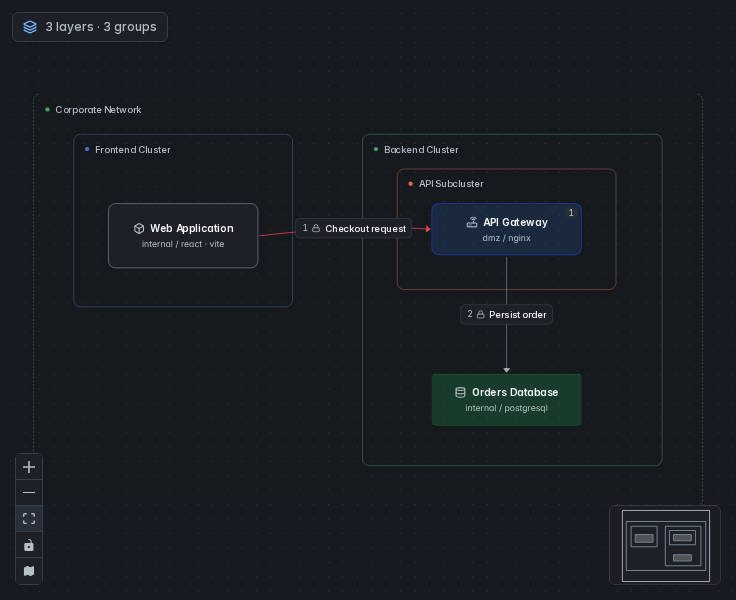 3 layers · 3 groups
Corporate Network
Frontend Cluster
Backend Cluster
API Subcluster
Web Application
internal / react · vite
1 Checkout request
API Gateway
1
dmz / nginx
2 Persist order
Orders Database
internal / postgresql